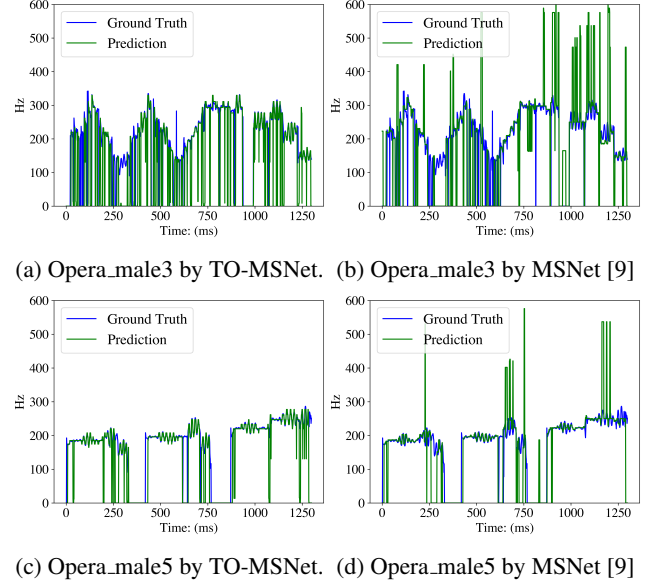 600
500
400
300
200
100
0
Hz
Ground Truth
Prediction
0 250 500 750 1000 1250
Time: (ms)
600
500
400
300
200
100
0
Hz
Ground Truth
Prediction
0 250 500 750 1000 1250
Time: (ms)
(a) Opera_male3 by TO-MSNet. (b) Opera_male3 by MSNet [9]
600
500
400
300
200
100
0
Hz
Ground Truth
Prediction
0 250 500 750 1000 1250
Time: (ms)
600
500
400
300
200
100
0
Hz
Ground Truth
Prediction
0 250 500 750 1000 1250
Time: (ms)
(c) Opera_male5 by TO-MSNet. (d) Opera_male5 by MSNet [9]